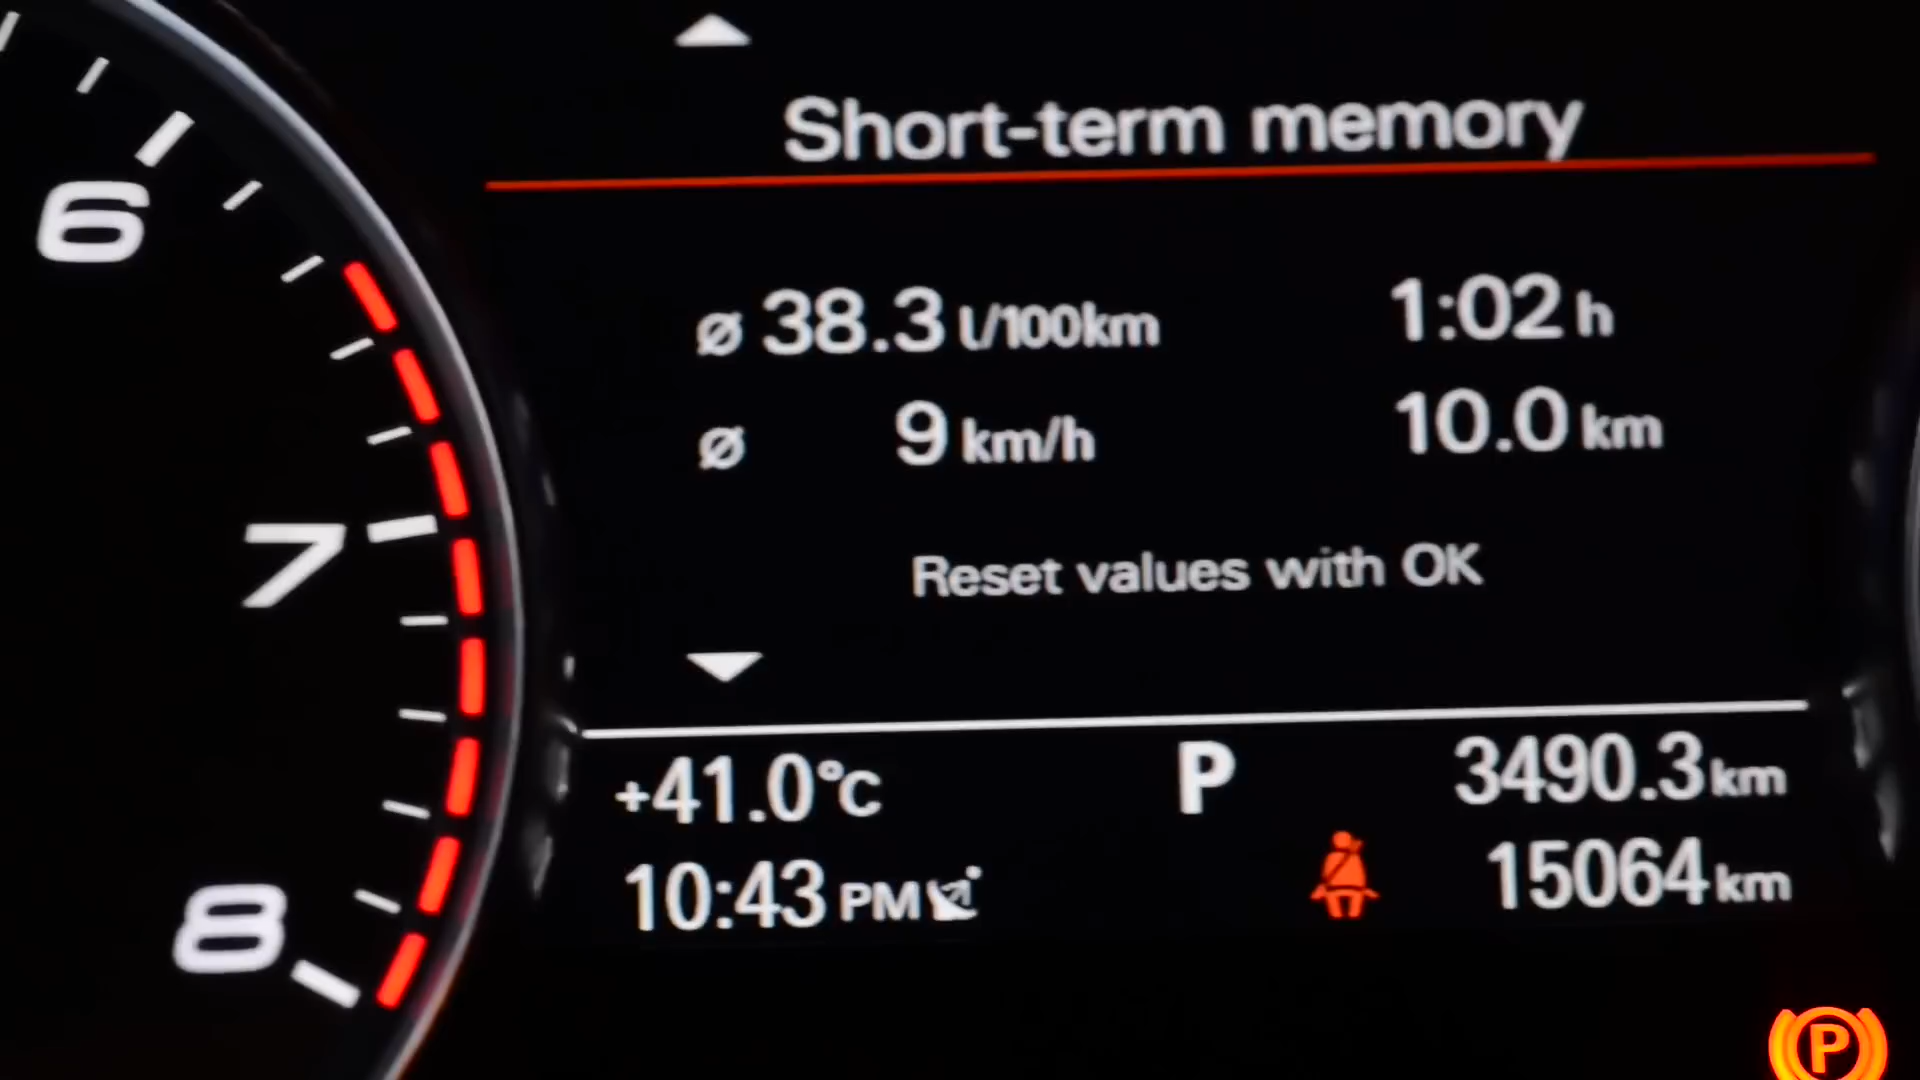 Short-term memory
ø 38.3 l/100km 1:02 h
ø 9 km/h 10.0 km
Reset values with OK
+41.0°C P 3490.3 km
10:43 PM 15064 km
6
7
8
P